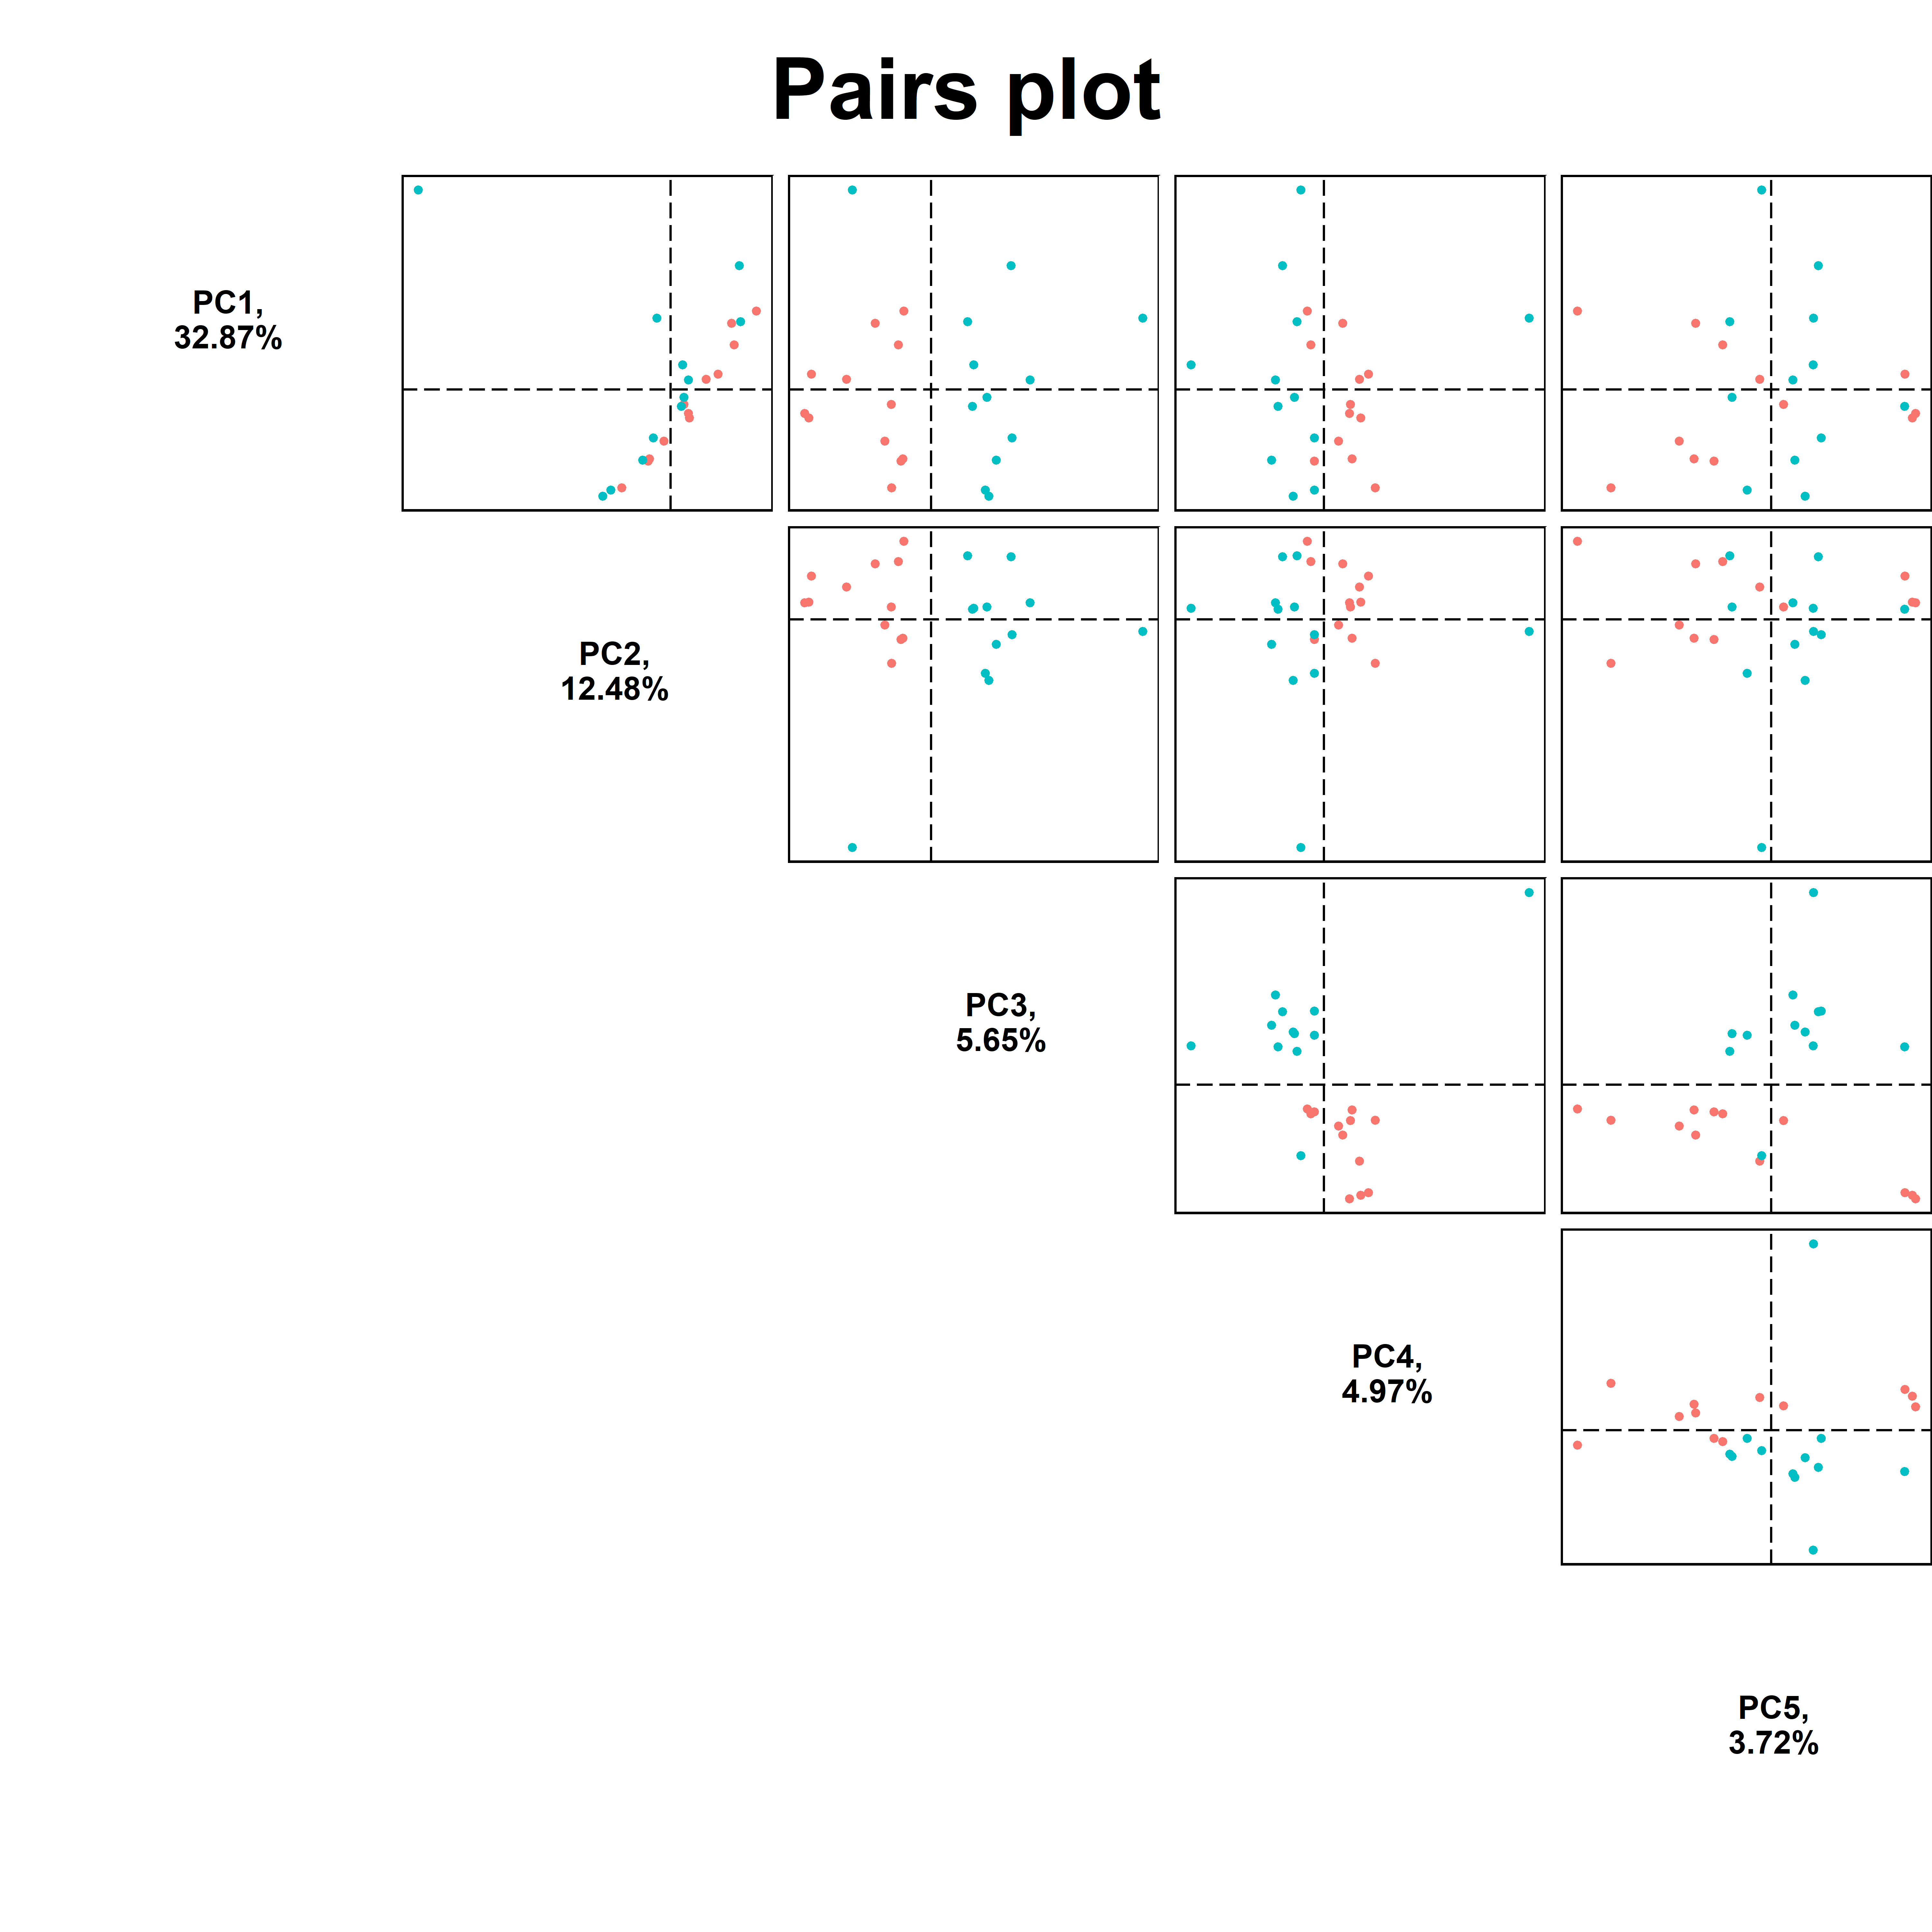 Pairs plot
PC1,
32.87%
PC2,
12.48%
PC3,
5.65%
PC4,
4.97%
PC5,
3.72%